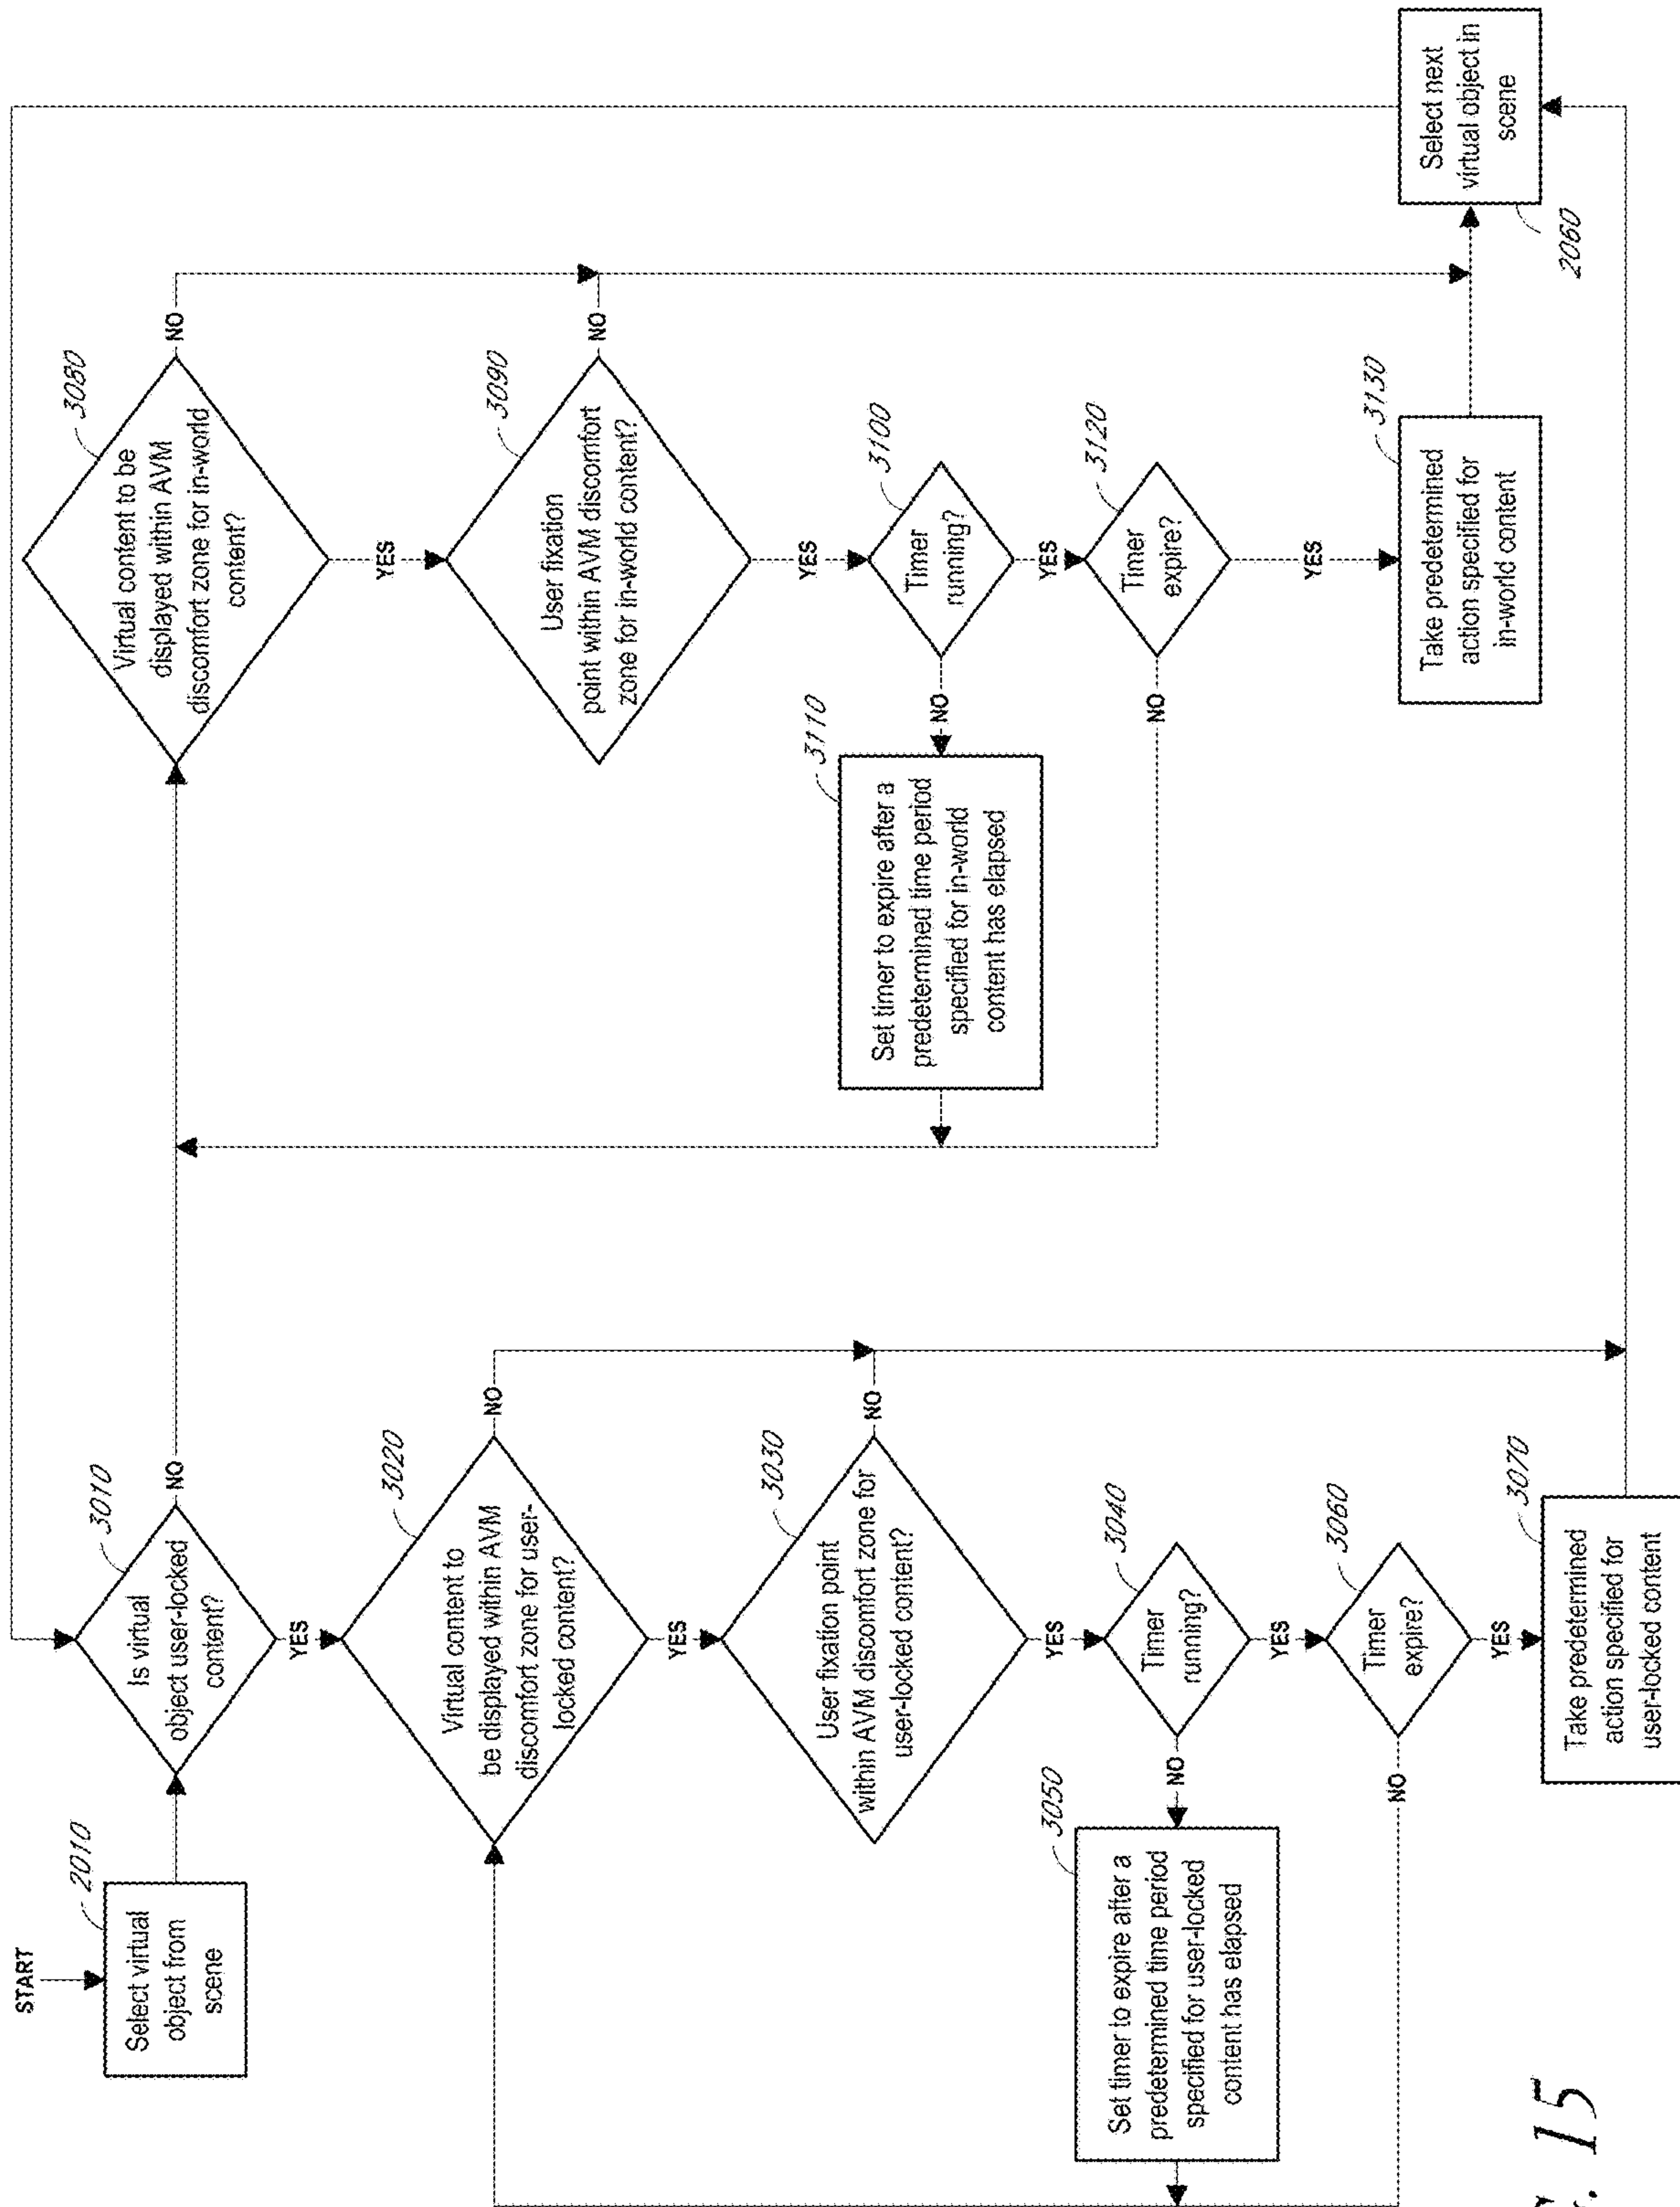 START
2010
Select virtual
object from
scene
3010
Is virtual
object user-locked
content?
NO
YES
3020
Virtual content to
be displayed within AVM
discomfort zone for user-
locked content?
NO
YES
3030
User fixation point
within AVM discomfort zone for
user-locked content?
NO
YES
3040
Timer
running?
NO
YES
3050
Set timer to expire after a
predetermined time period
specified for user-locked
content has elapsed
3060
Timer
expire?
NO
YES
3070
Take predetermined
action specified for
user-locked content
3080
Virtual content to be
displayed within AVM
discomfort zone for in-world
content?
NO
YES
3090
User fixation
point within AVM discomfort
zone for in-world content?
NO
YES
3100
Timer
running?
NO
YES
3110
Set timer to expire after a
predetermined time period
specified for in-world
content has elapsed
3120
Timer
expire?
NO
YES
3130
Take predetermined
action specified for
in-world content
Select next
virtual object in
scene
2060
15